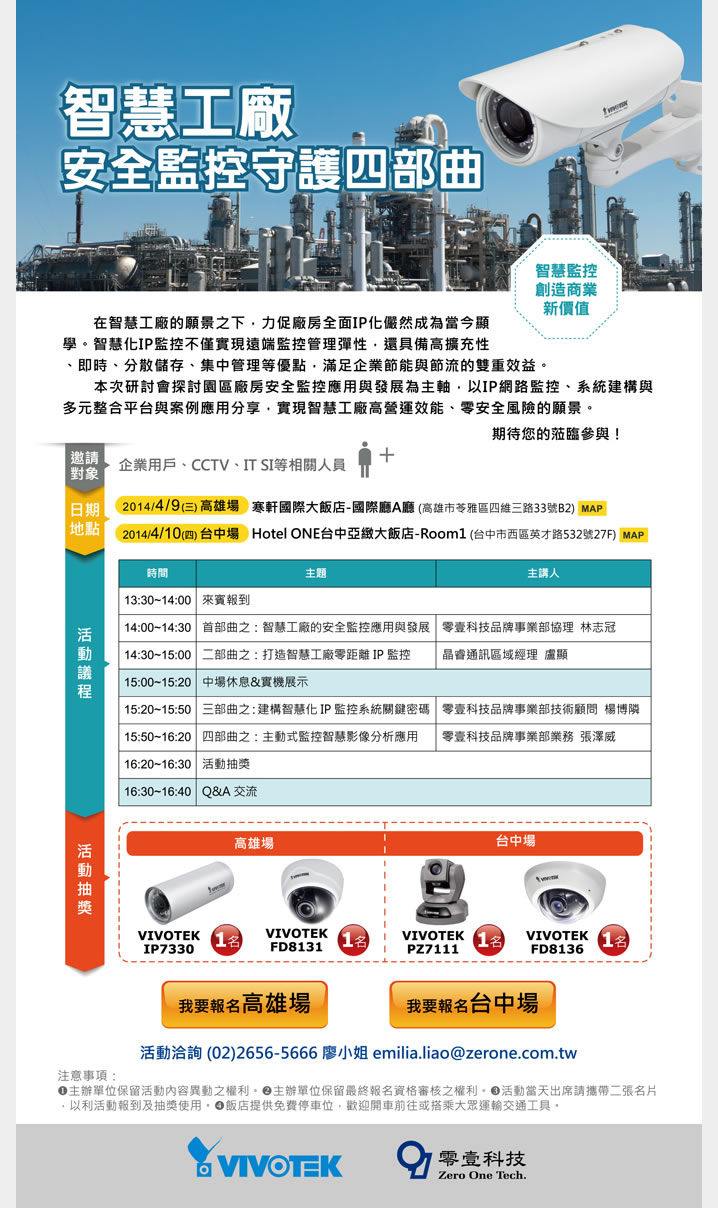 VIVOTEK
智慧工廠
安全監控守護四部曲
智慧監控
創造商業
新價值
在智慧工廠的願景之下，力促廠房全面IP化儼然成為當今顯
學。智慧化IP監控不僅實現遠端監控管理彈性，還具備高擴充性
、即時、分散儲存、集中管理等優點，滿足企業節能與節流的雙重效益。
本次研討會探討園區廠房安全監控應用與發展為主軸，以IP網路監控、系統建構與
多元整合平台與案例應用分享，實現智慧工廠高營運效能、零安全風險的願景。
期待您的蒞臨參與！
邀請
對象
企業用戶、CCTV、IT SI等相關人員
日期
地點
2014/4/9(三) 高雄場 寒軒國際大飯店-國際廳A廳 (高雄市苓雅區四維三路33號B2) MAP
2014/4/10(四) 台中場 Hotel ONE台中亞緻大飯店-Room1 (台中市西區英才路532號27F) MAP
活動議程
時間 主題 主講人
13:30~14:00 來賓報到
14:00~14:30 首部曲之：智慧工廠的安全監控應用與發展 零壹科技品牌事業部協理 林志冠
14:30~15:00 二部曲之：打造智慧工廠零距離 IP 監控 晶睿通訊區域經理 盧顯
15:00~15:20 中場休息&實機展示
15:20~15:50 三部曲之：建構智慧化 IP 監控系統關鍵密碼 零壹科技品牌事業部技術顧問 楊博隣
15:50~16:20 四部曲之：主動式監控智慧影像分析應用 零壹科技品牌事業部業務 張澤威
16:20~16:30 活動抽獎
16:30~16:40 Q&A 交流
活動抽獎
高雄場 台中場
VIVOTEK
IP7330
1名
VIVOTEK
FD8131
1名
VIVOTEK
PZ7111
1名
VIVOTEK
FD8136
1名
我要報名高雄場 我要報名台中場
活動洽詢 (02)2656-5666 廖小姐 emilia.liao@zerone.com.tw
注意事項：
❶主辦單位保留活動內容異動之權利。❷主辦單位保留最終報名資格審核之權利。❸活動當天出席請攜帶二張名片
，以利活動報到及抽獎使用。❹飯店提供免費停車位，歡迎開車前往或搭乘大眾運輸交通工具。
VIVOTEK
零壹科技
Zero One Tech.